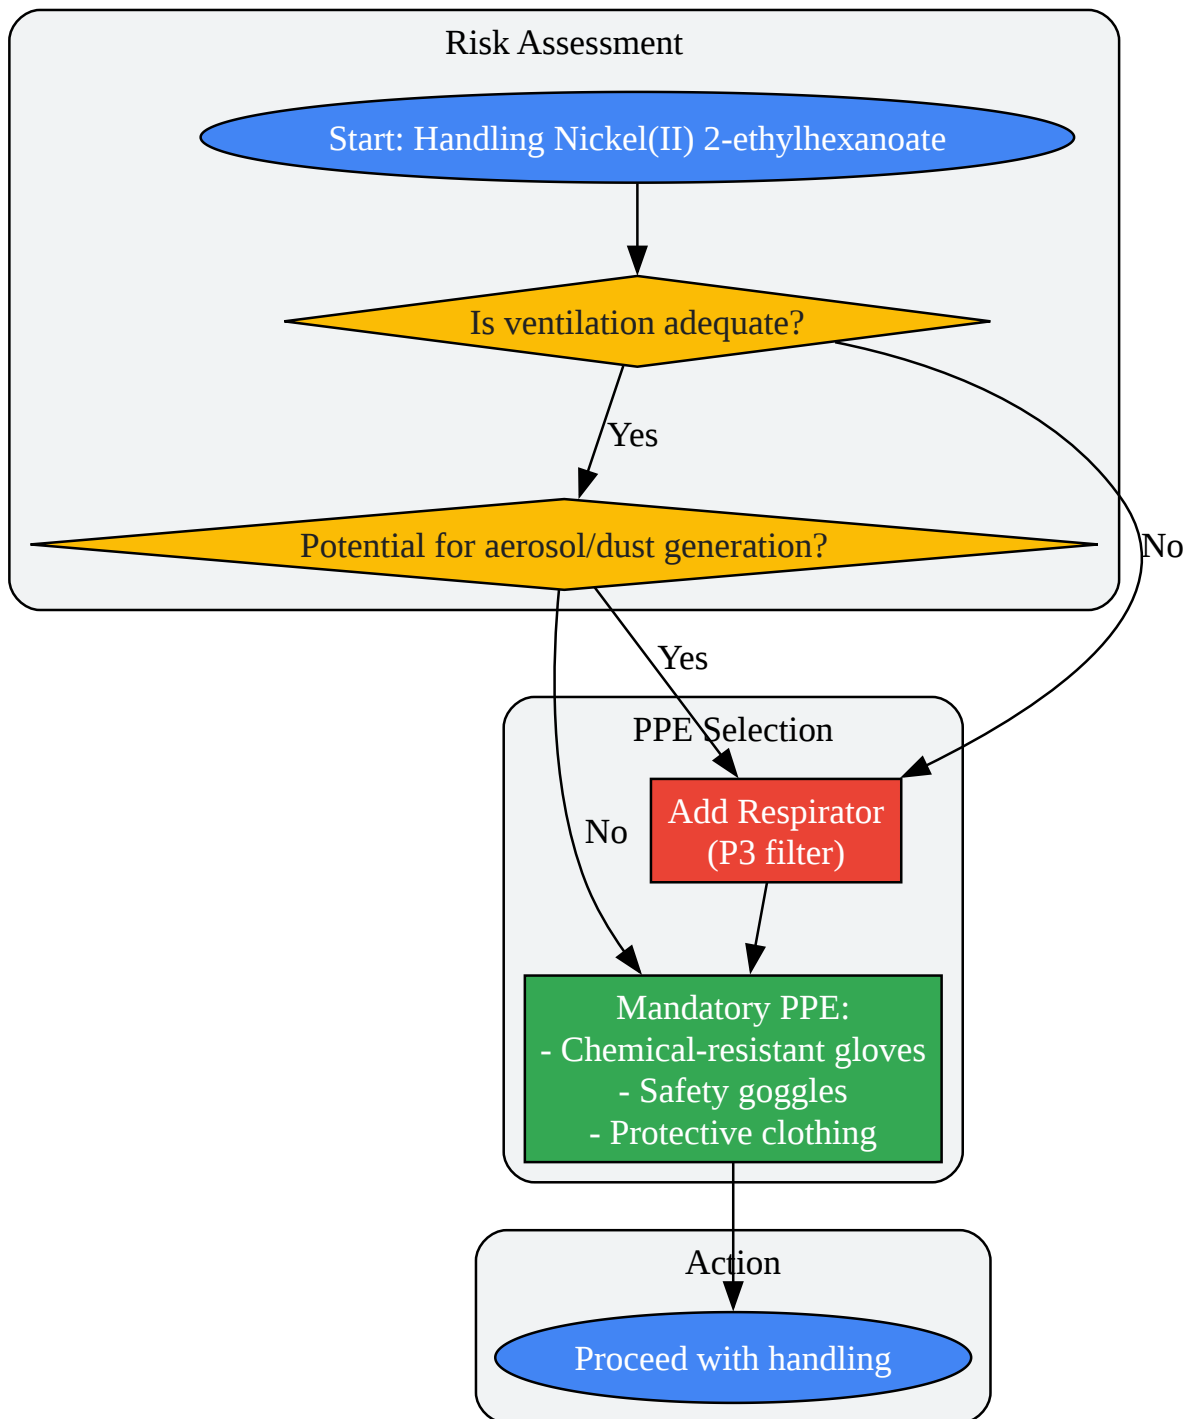 Risk Assessment
Start: Handling Nickel(II) 2-ethylhexanoate
Is ventilation adequate?
Yes
Potential for aerosol/dust generation?
No
Yes
PPE Selection
Add Respirator
(P3 filter)
No
Mandatory PPE:
- Chemical-resistant gloves
- Safety goggles
- Protective clothing
Action
Proceed with handling